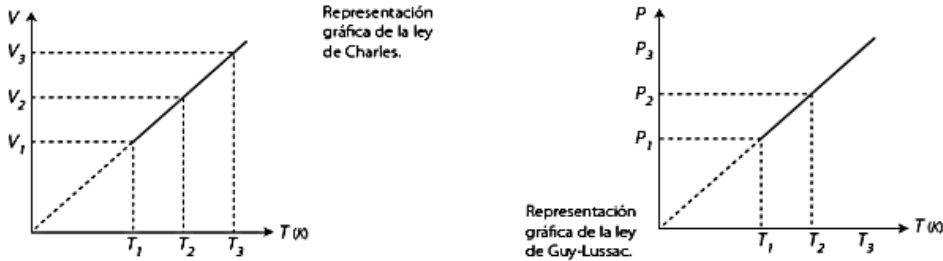 V
V3
V2
V1
T1 T2 T3
T (K)
Representación
gráfica de la ley
de Charles.
P
P3
P2
P1
T1 T2 T3
T (K)
Representación
gráfica de la ley
de Guy-Lussac.